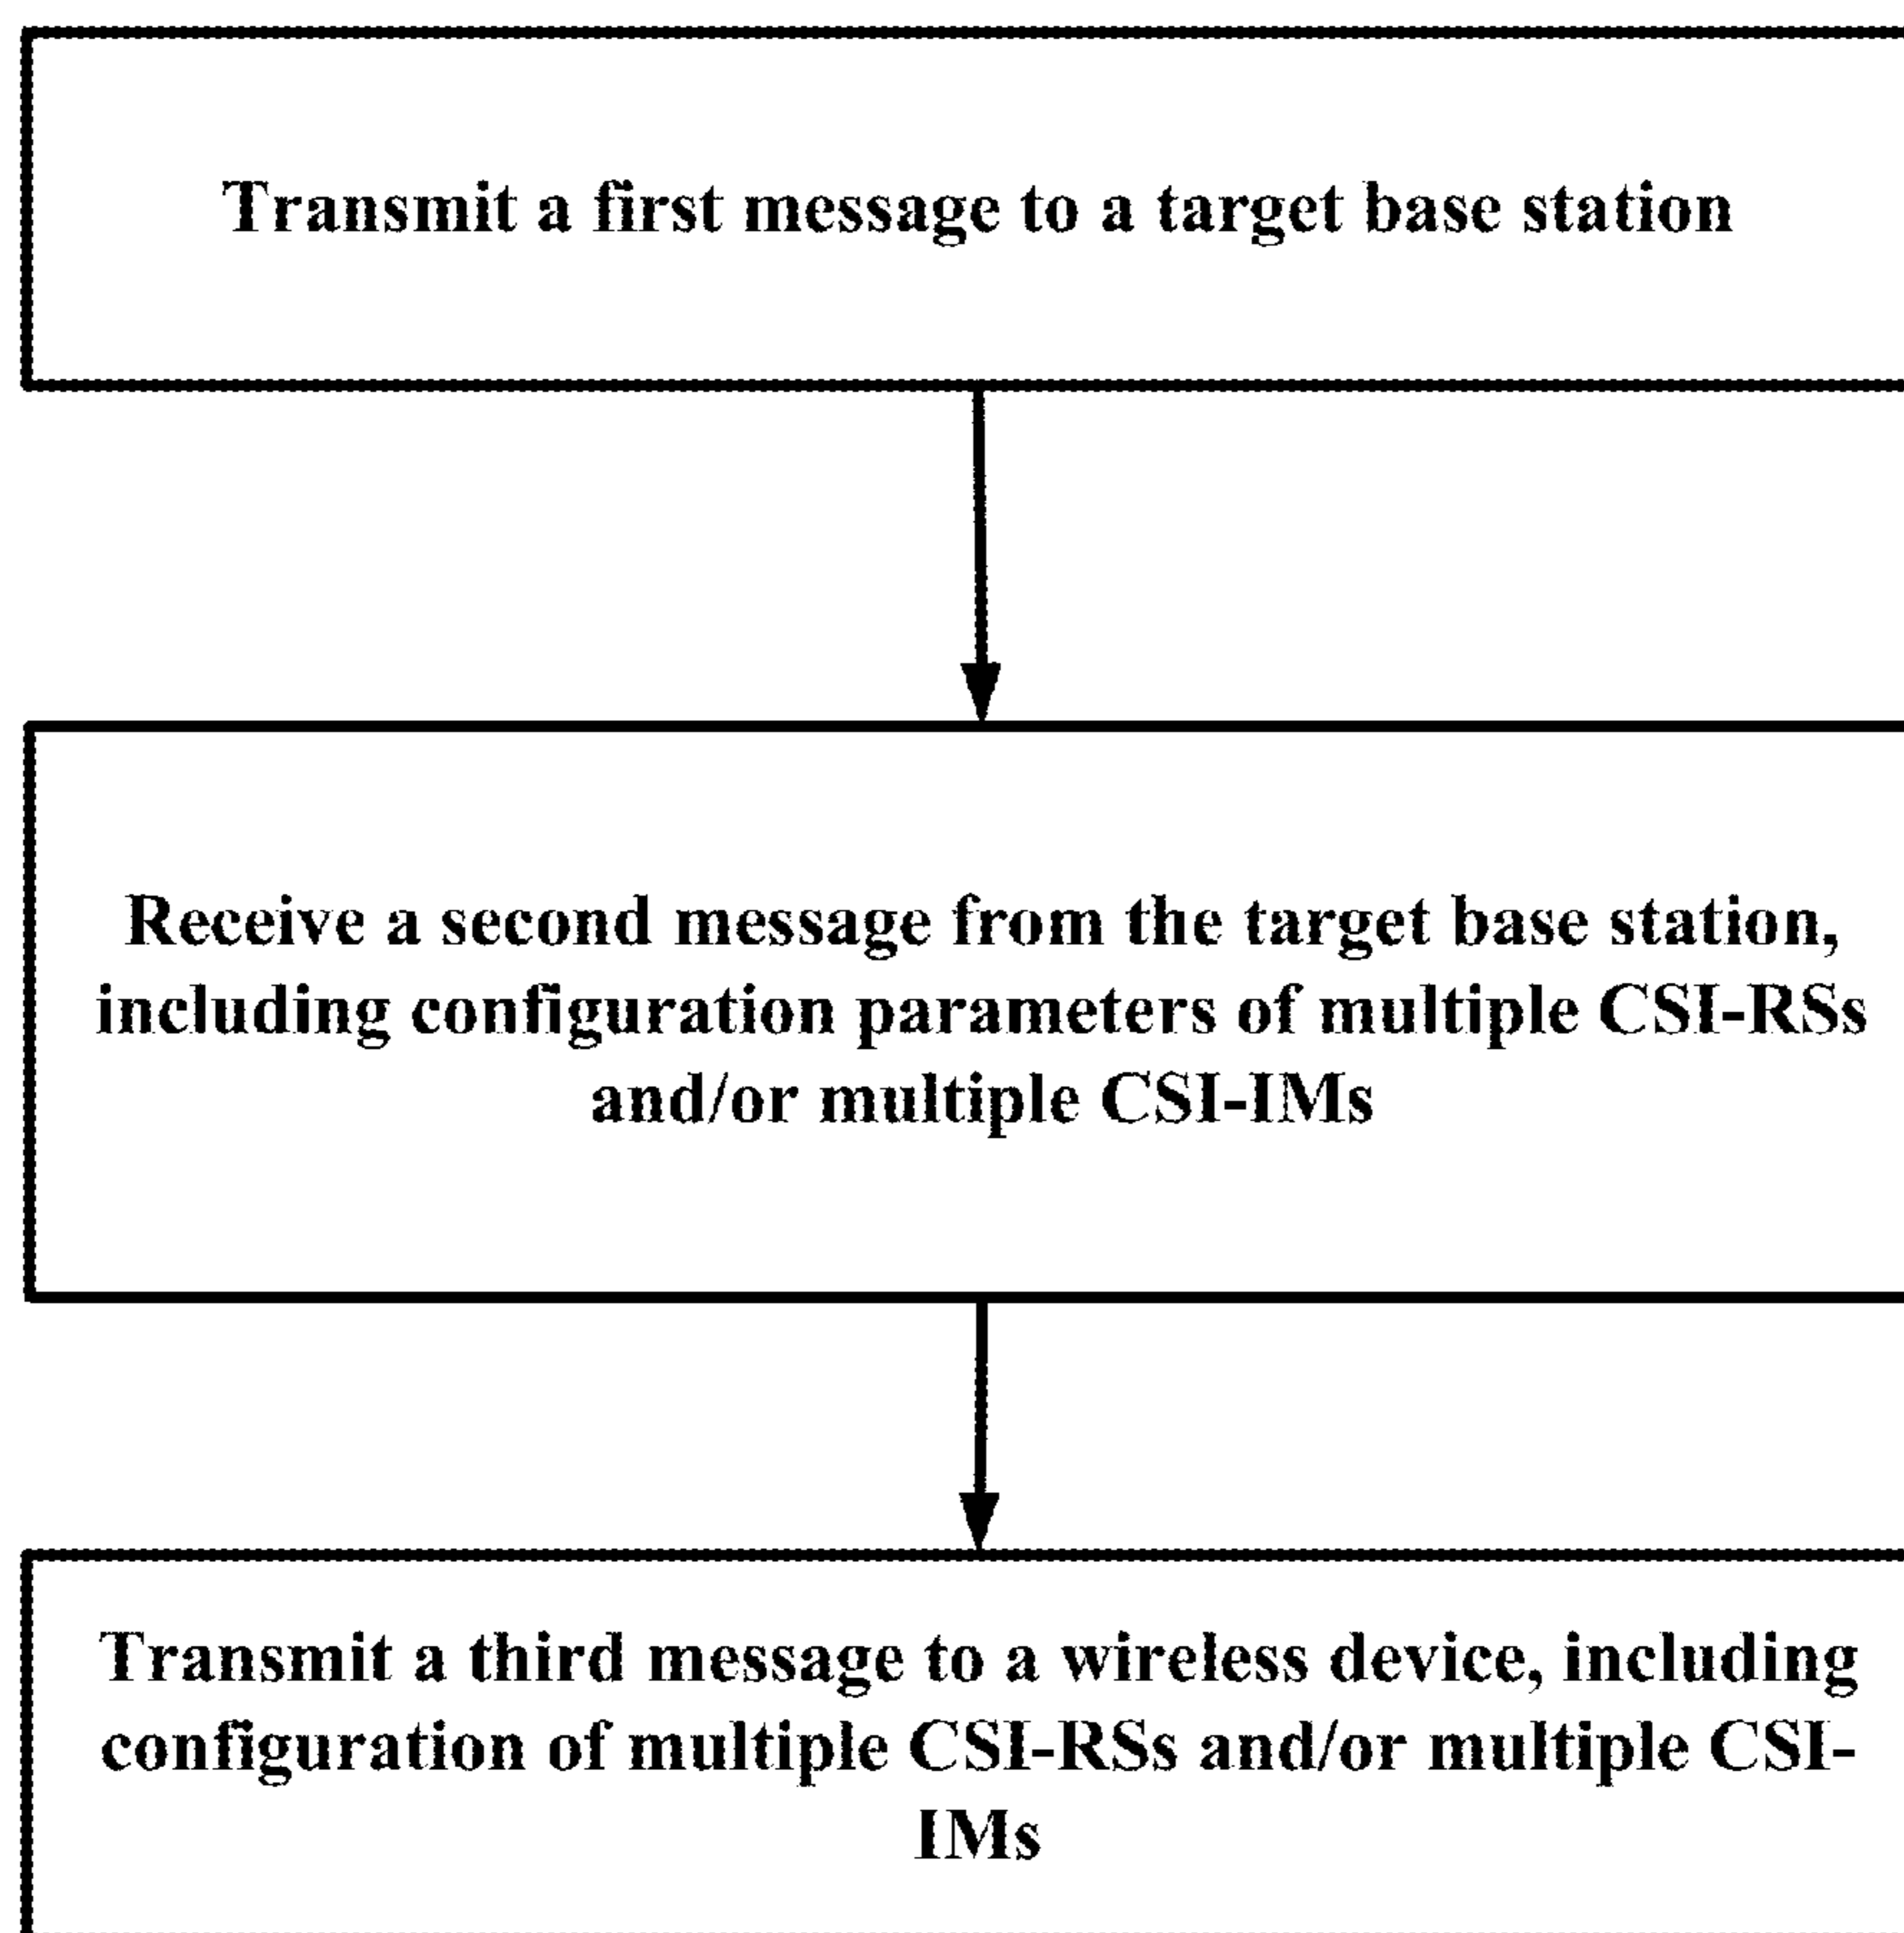 Transmit a first message to a target base station
Receive a second message from the target base station,
including configuration parameters of multiple CSI-RSs
and/or multiple CSI-IMs
Transmit a third message to a wireless device, including
configuration of multiple CSI-RSs and/or multiple CSI-
IMs